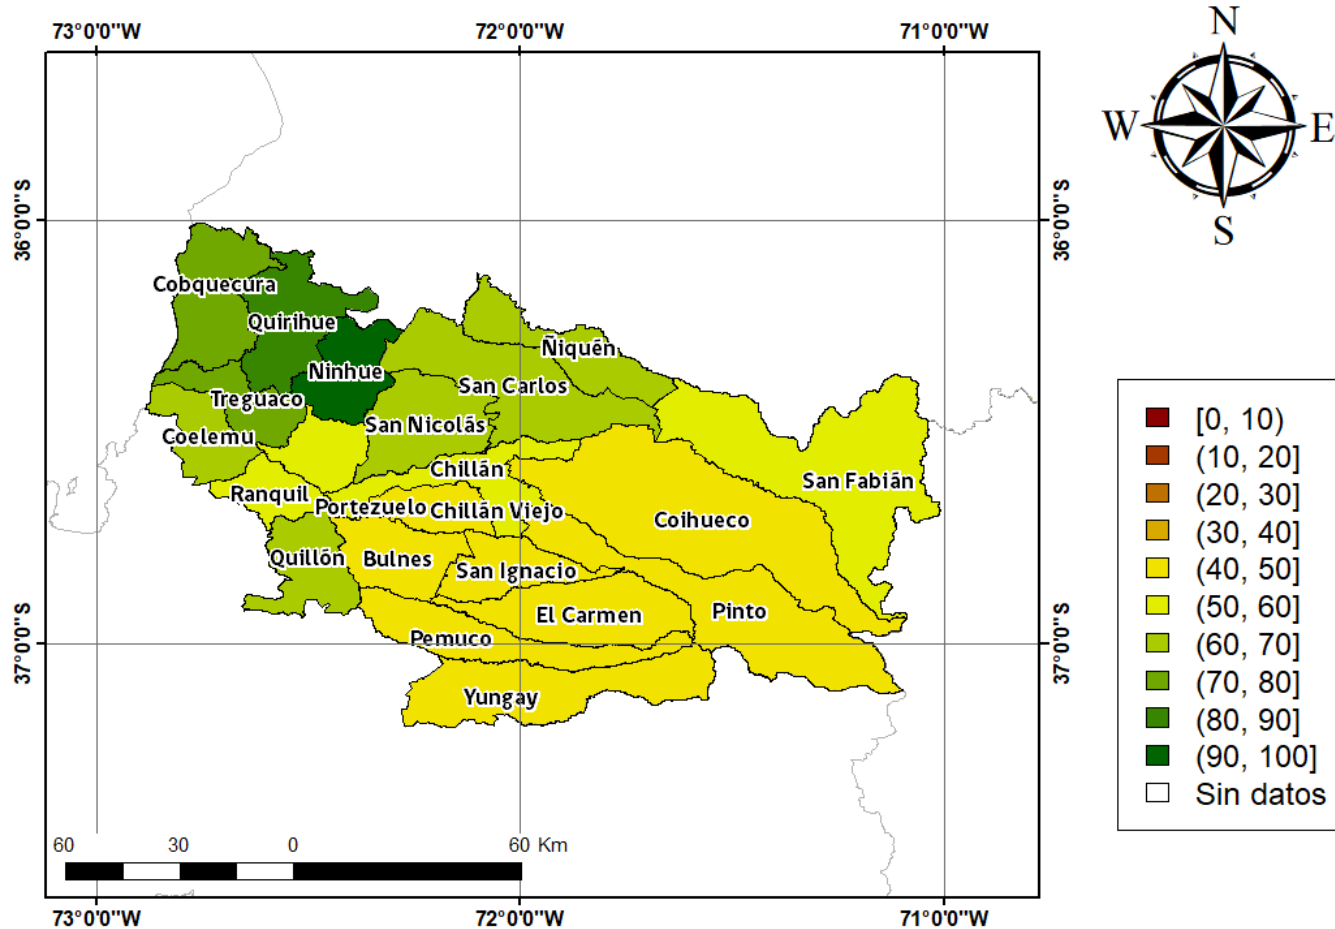 73°0'0"W
72°0'0"W
71°0'0"W
N
W
E
S
36°0'0"S
36°0'0"S
Cobquecura
Quirihue
Ñiquén
Ninhue
San Carlos
Treguaco
San Nicolás
Coelemu
Chillán
San Fabián
Ranquil
Portezuelo
Chillán Viejo
Coihueco
Quillón
Bulnes
San Ignacio
El Carmen
Pinto
Pemuco
37°0'0"S
37°0'0"S
Yungay
[0, 10)
(10, 20]
(20, 30]
(30, 40]
(40, 50]
(50, 60]
(60, 70]
(70, 80]
(80, 90]
(90, 100]
Sin datos
60 30 0 60 Km
73°0'0"W
72°0'0"W
71°0'0"W